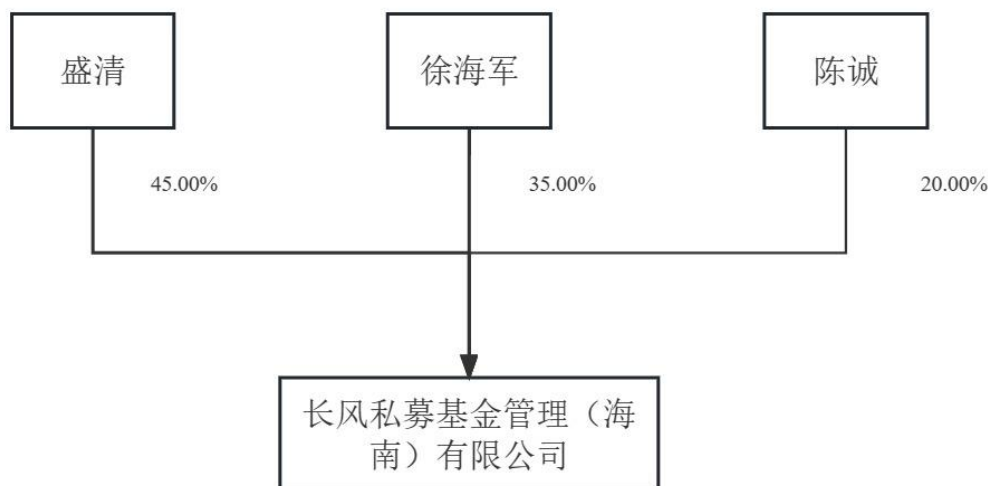 盛清
徐海军
陈诚
45.00%
35.00%
20.00%
长风私募基金管理（海
南）有限公司